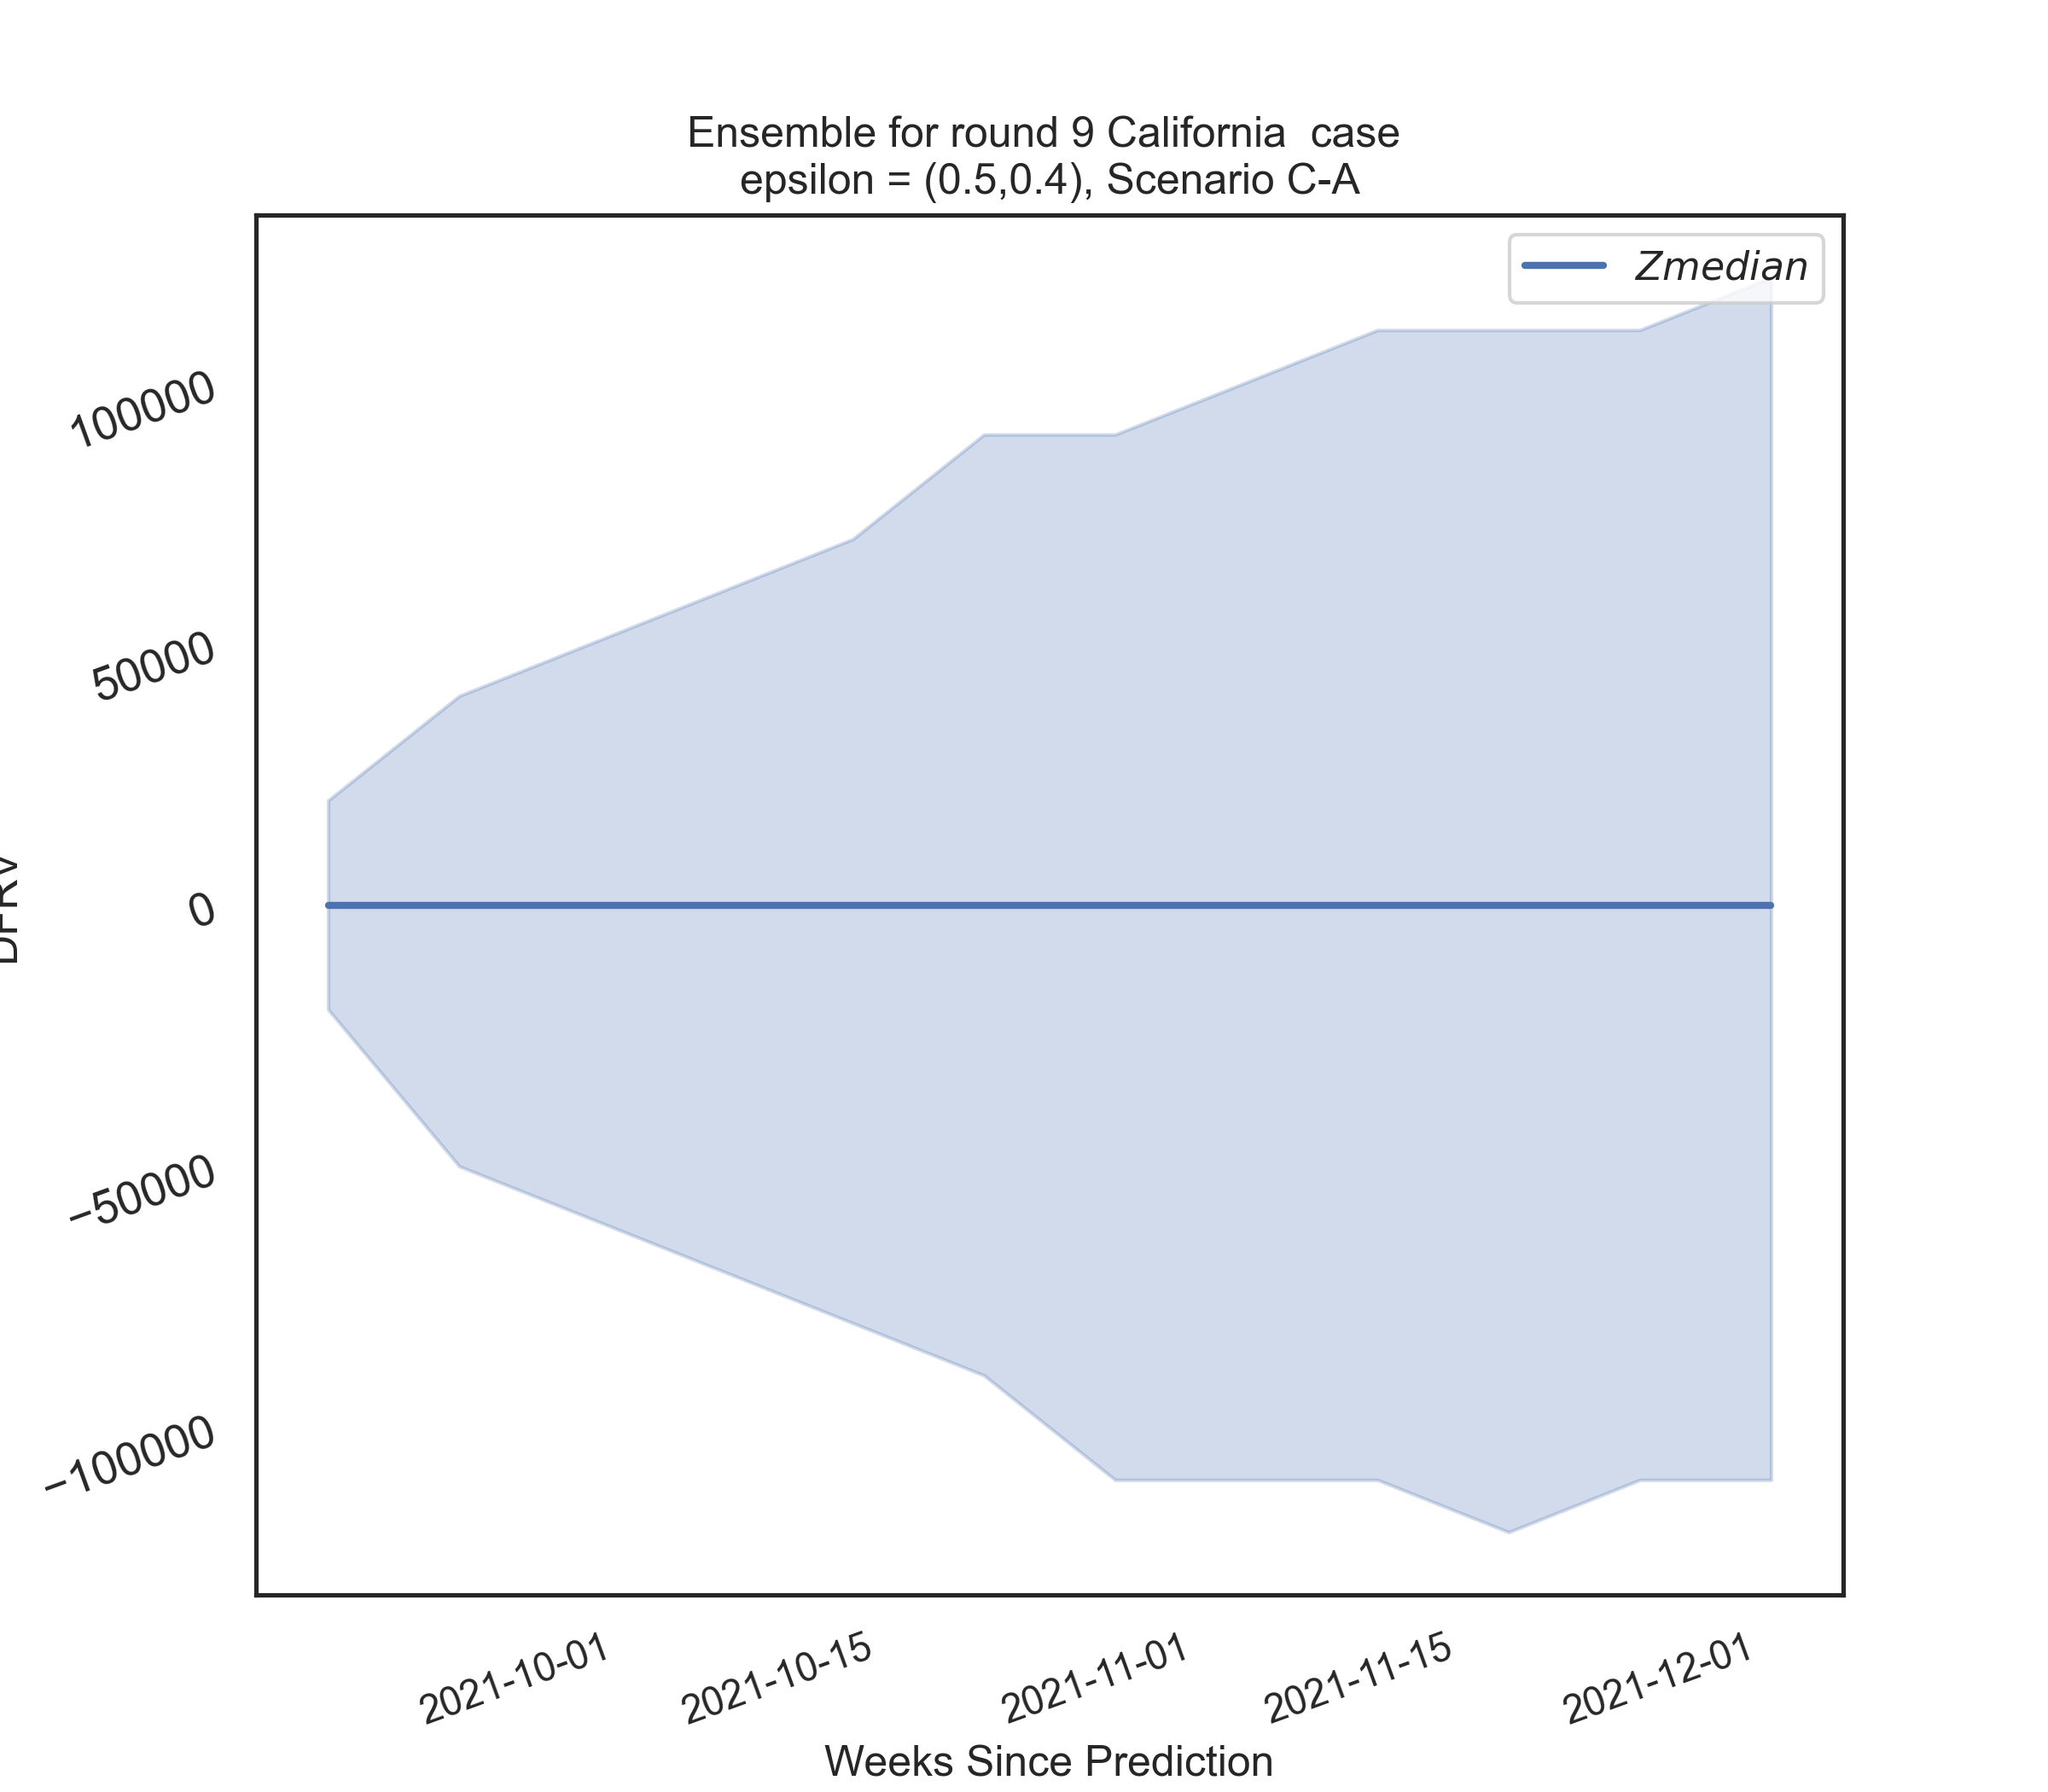 Ensemble for round 9 California  case
epsilon = (0.5,0.4), Scenario C-A
Zmedian
100000
50000
0
−50000
−100000
2021-10-01
2021-10-15
2021-11-01
2021-11-15
2021-12-01
Weeks Since Prediction